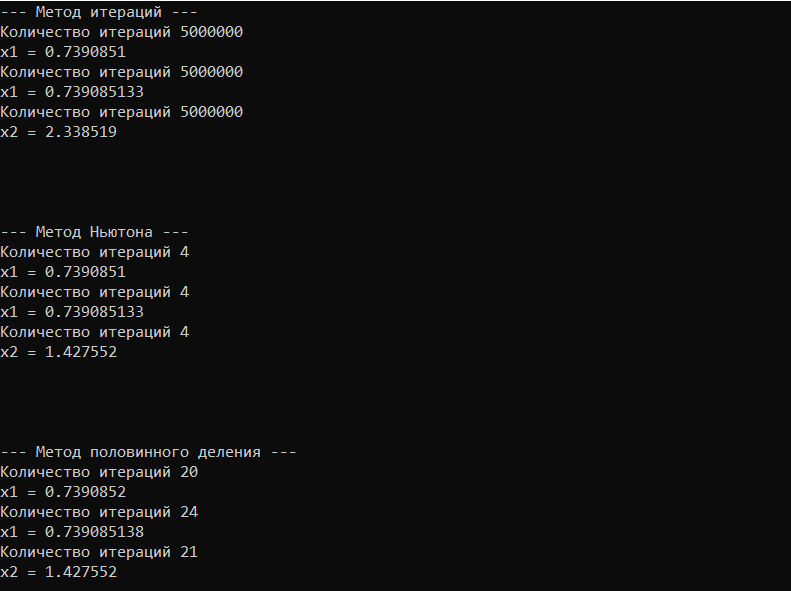 --- Метод итераций ---
Количество итераций 5000000
x1 = 0.7390851
Количество итераций 5000000
x1 = 0.739085133
Количество итераций 5000000
x2 = 2.338519
--- Метод Ньютона ---
Количество итераций 4
x1 = 0.7390851
Количество итераций 4
x1 = 0.739085133
Количество итераций 4
x2 = 1.427552
--- Метод половинного деления ---
Количество итераций 20
x1 = 0.7390852
Количество итераций 24
x1 = 0.739085138
Количество итераций 21
x2 = 1.427552